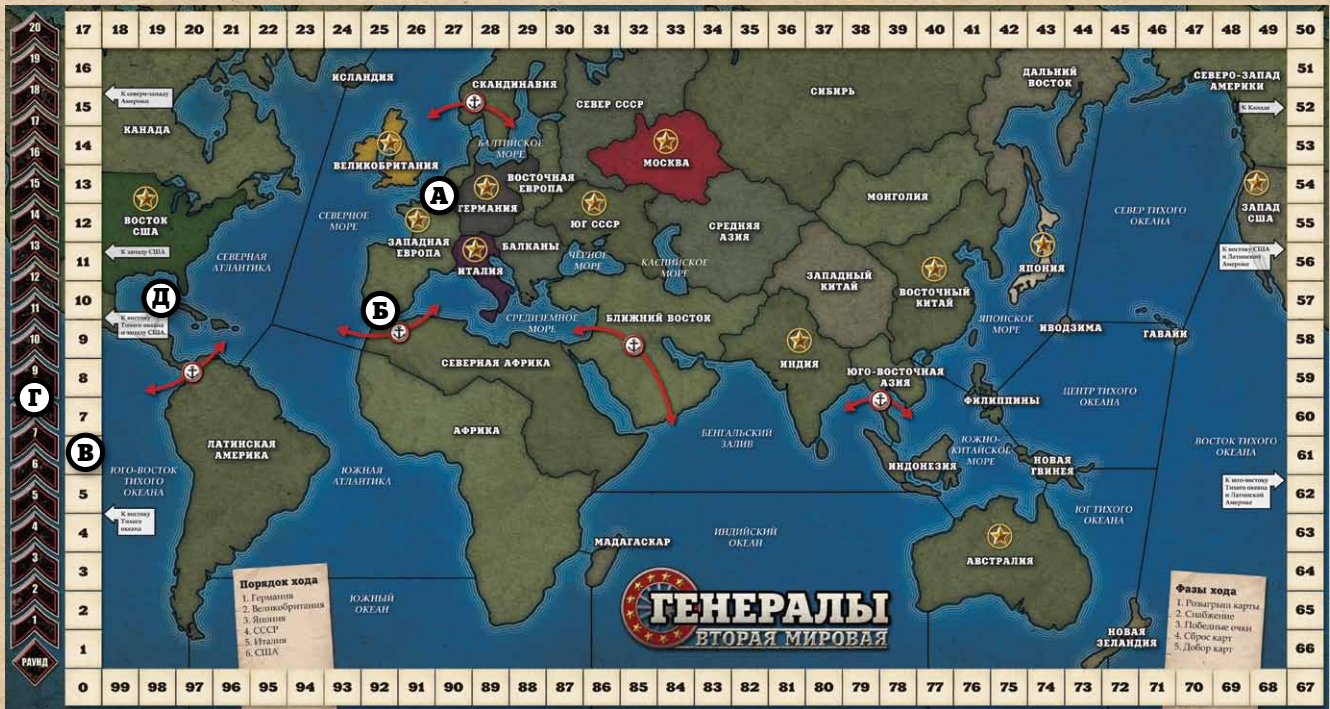 20 17 18 19 20 21 22 23 24 25 26 27 28 29 30 31 32 33 34 35 36 37 38 39 40 41 42 43 44 45 46 47 48 49 50
19 18 17 16 15 14 13 12 11 10 9 7 6 5 4 3 2 1
РАУНД
16 15 14 13 12 11 10 9 8 7 5 4 3 2 1 0
51 52 53 54 55 56 57 58 59 60 61 62 63 64 65 66 67
ИСЛАНДИЯ
СКАНДИНАВИЯ
СЕВЕР СССР
СИБИРЬ
ДАЛЬНИЙ
ВОСТОК
СЕВЕРО-ЗАПАД
АМЕРИКИ
К северо-западу
Америки
К Канаде
КАНАДА
ВЕЛИКОБРИТАНИЯ
БАЛТИЙСКОЕ
МОРЕ
МОСКВА
А
ГЕРМАНИЯ
ВОСТОЧНАЯ
ЕВРОПА
МОНГОЛИЯ
ВОСТОК
США
СЕВЕРНОЕ
МОРЕ
ЗАПАДНАЯ
ЕВРОПА
ЮГ СССР
СРЕДНЯЯ
АЗИЯ
СЕВЕР ТИХОГО
ОКЕАНА
ЗАПАД
США
К западу США
СЕВЕРНАЯ
АТЛАНТИКА
ИТАЛИЯ
БАЛКАНЫ
ЧЁРНОЕ
МОРЕ
КАСПИЙСКОЕ
МОРЕ
ЗАПАДНЫЙ
КИТАЙ
ВОСТОЧНЫЙ
КИТАЙ
ЯПОНИЯ
К востоку США
и Латинской
Америке
Д
К востоку
Тихого океана
и западу США
Б
СРЕДИЗЕМНОЕ
МОРЕ
БЛИЖНИЙ ВОСТОК
ЯПОНСКОЕ
МОРЕ
ИВОДЗИМА
ГАВАЙИ
СЕВЕРНАЯ АФРИКА
ИНДИЯ
ЮГО-ВОСТОЧНАЯ
АЗИЯ
Г
ФИЛИППИНЫ
ЦЕНТР ТИХОГО
ОКЕАНА
АФРИКА
В
ЛАТИНСКАЯ
АМЕРИКА
БЕНГАЛЬСКИЙ
ЗАЛИВ
ЮЖНО-
КИТАЙСКОЕ
МОРЕ
ВОСТОК ТИХОГО
ОКЕАНА
ЮГО-ВОСТОК
ТИХОГО
ОКЕАНА
ЮЖНАЯ
АТЛАНТИКА
ИНДОНЕЗИЯ
НОВАЯ
ГВИНЕЯ
К юго-востоку
Тихого океана
и Латинской
Америке
К востоку
Тихого
океана
ЮГ ТИХОГО
ОКЕАНА
МАДАГАСКАР
ИНДИЙСКИЙ
ОКЕАН
АВСТРАЛИЯ
Порядок хода
1. Германия
2. Великобритания
3. Япония
4. СССР
5. Италия
6. США
ЮЖНЫЙ
ОКЕАН
ГЕНЕРАЛЫ
ВТОРАЯ МИРОВАЯ
НОВАЯ
ЗЕЛАНДИЯ
Фазы хода
1. Розыгрыш карты
2. Снабжение
3. Победные очки
4. Сброс карт
5. Добор карт
99 98 97 96 95 94 93 92 91 90 89 88 87 86 85 84 83 82 81 80 79 78 77 76 75 74 73 72 71 70 69 68